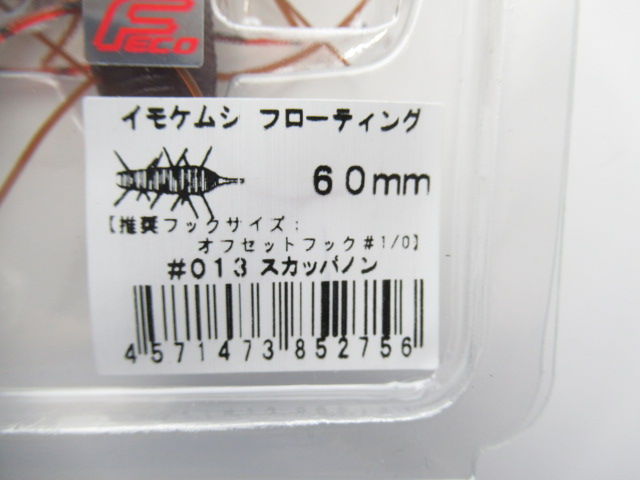 FECO
イモケムシ フローティング
60mm
【推奨フックサイズ：
オフセットフック#1/0】
#013 スカッパノン
4571473852756